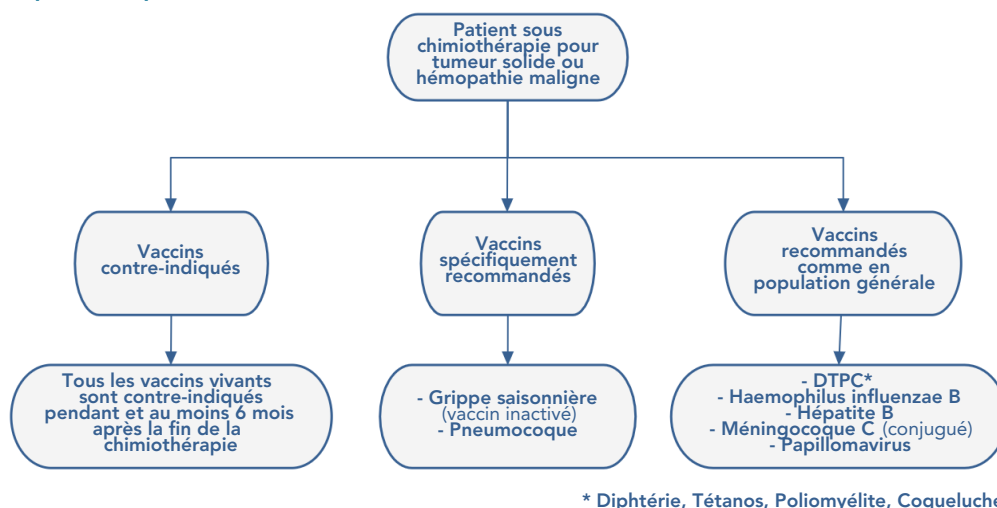 Patient sous
chimiothérapie pour
tumeur solide ou
hémopathie maligne
Vaccins
contre-indiqués
Vaccins
spécifiquement
recommandés
Vaccins
recommandés
comme en
population générale
Tous les vaccins vivants
sont contre-indiqués
pendant et au moins 6 mois
après la fin de la
chimiothérapie
- Grippe saisonnière
(vaccin inactivé)
- Pneumocoque
- DTPC*
- Haemophilus influenzae B
- Hépatite B
- Méningocoque C (conjugué)
- Papillomavirus
* Diphtérie, Tétanos, Poliomyélite, Coqueluche